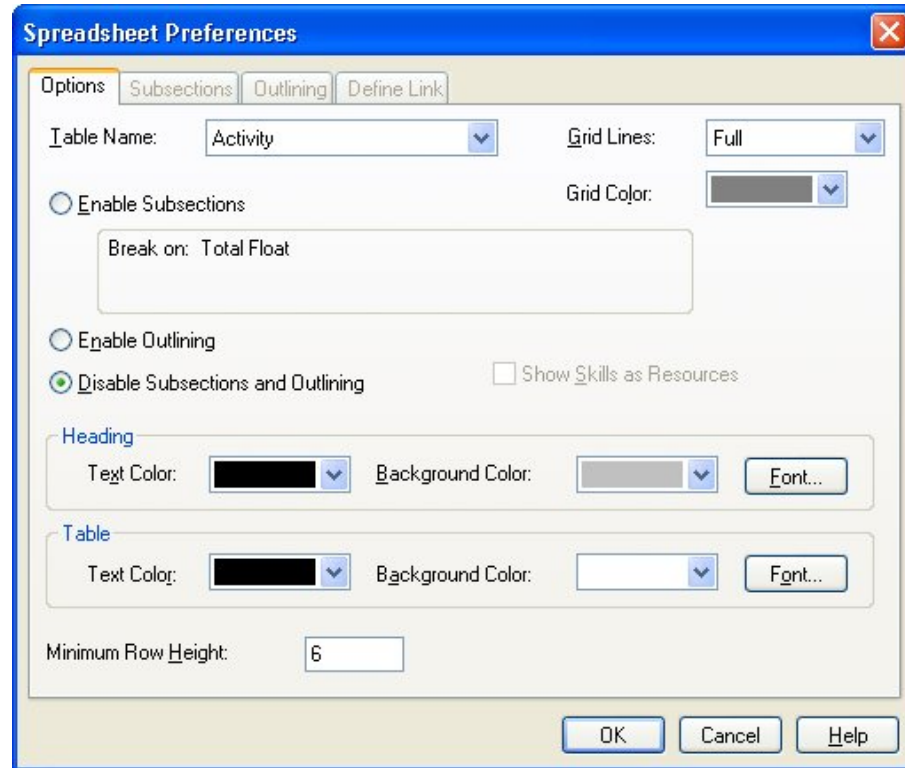 Spreadsheet Preferences
Options Subsections Outlining Define Link
Table Name: Activity Grid Lines: Full
Grid Color:
Enable Subsections
Break on: Total Float
Enable Outlining
Disable Subsections and Outlining Show Skills as Resources
Heading
Text Color: Background Color: Font...
Table
Text Color: Background Color: Font...
Minimum Row Height: 6
OK Cancel Help